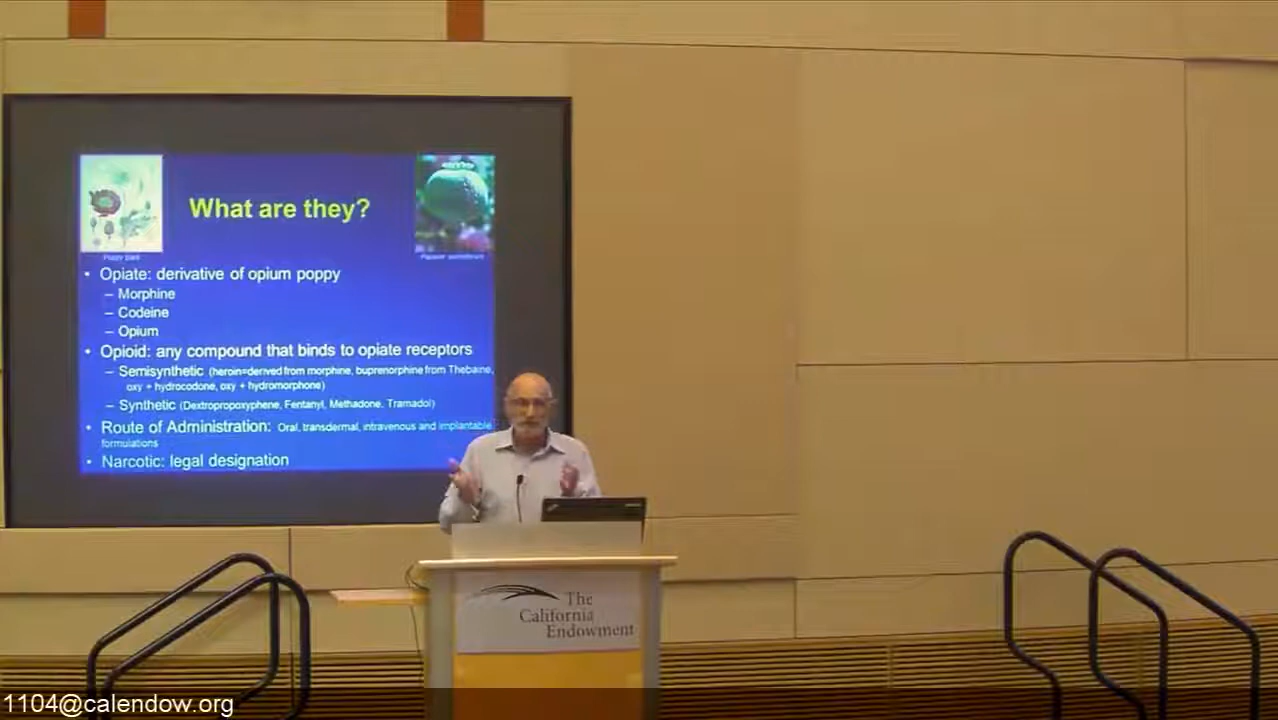 What are they?
Poppy plant
Papaver somniferum
• Opiate: derivative of opium poppy
– Morphine
– Codeine
– Opium
• Opioid: any compound that binds to opiate receptors
– Semisynthetic (heroin=derived from morphine, buprenorphine from Thebaine,
oxy + hydrocodone, oxy + hydromorphone)
– Synthetic (Dextropropoxyphene, Fentanyl, Methadone, Tramadol)
• Route of Administration: Oral, transdermal, intravenous and implantable
formulations
• Narcotic: legal designation
The
California
Endowment
1104@calendow.org